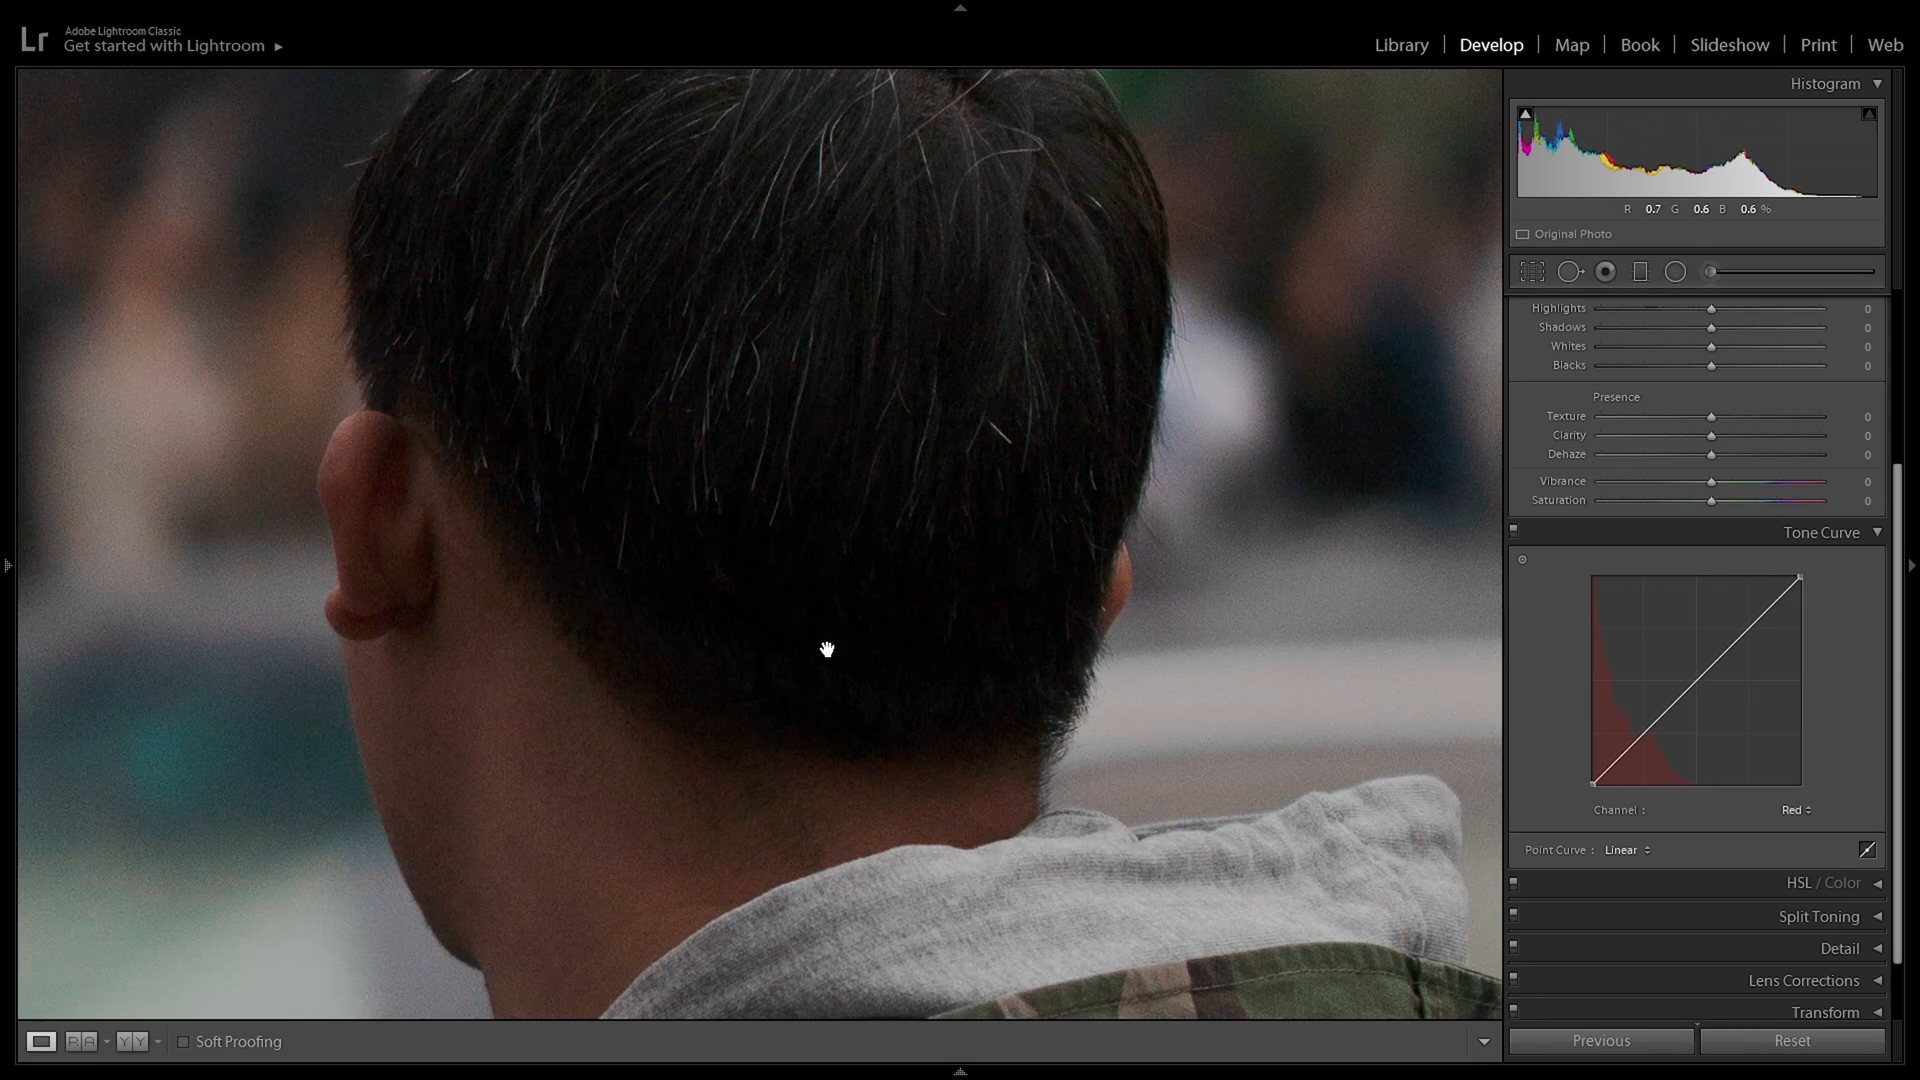 Lr
Adobe Lightroom Classic
Get started with Lightroom
Library | Develop | Map | Book | Slideshow | Print | Web
Histogram
R 0.7 G 0.6 B 0.6 %
Original Photo
Highlights 0
Shadows 0
Whites 0
Blacks 0
Presence
Texture 0
Clarity 0
Dehaze 0
Vibrance 0
Saturation 0
Tone Curve
Channel : Red
Point Curve : Linear
HSL / Color
Split Toning
Detail
Lens Corrections
Transform
R A Y Y Soft Proofing
Previous Reset